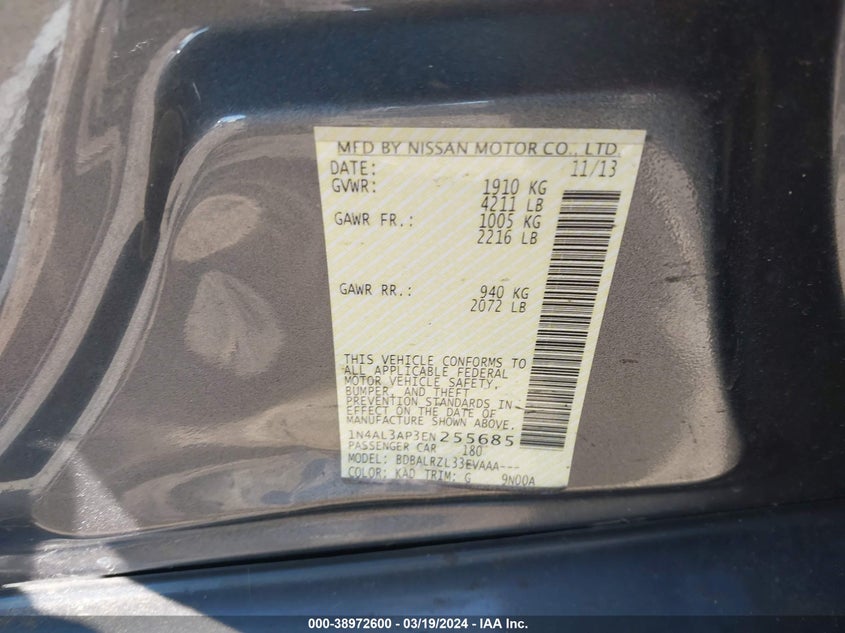 MFD BY NISSAN MOTOR CO., LTD.
DATE: 11/13
GVWR: 1910 KG
4211 LB
GAWR FR.: 1005 KG
2216 LB
GAWR RR.: 940 KG
2072 LB
THIS VEHICLE CONFORMS TO
ALL APPLICABLE FEDERAL
MOTOR VEHICLE SAFETY,
BUMPER, AND THEFT
PREVENTION STANDARDS IN
EFFECT ON THE DATE OF
MANUFACTURE SHOWN ABOVE.
1N4AL3AP3EN255685
PASSENGER CAR 180
MODEL: BDBALRZL33EVAAA---
COLOR: KAD TRIM: G 9N00A
000-38972600 - 03/19/2024 - IAA Inc.